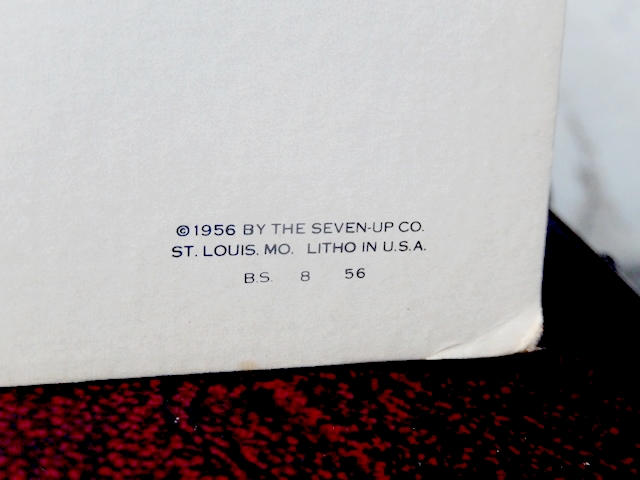 ©1956 BY THE SEVEN-UP CO.
ST. LOUIS, MO. LITHO IN U.S.A.
B.S. 8 56